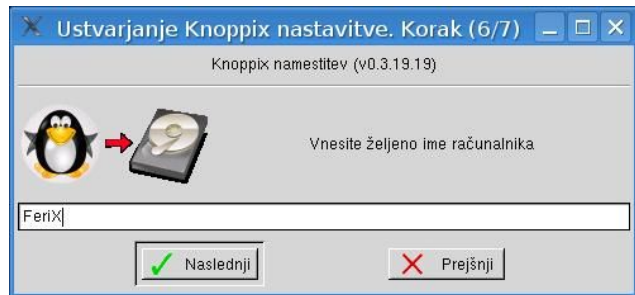 Ustvarjanje Knoppix nastavitve. Korak (6/7)
Knoppix namestitev (v0.3.19.19)
Vnesite željeno ime računalnika
FeriX
Naslednji
Prejšnji